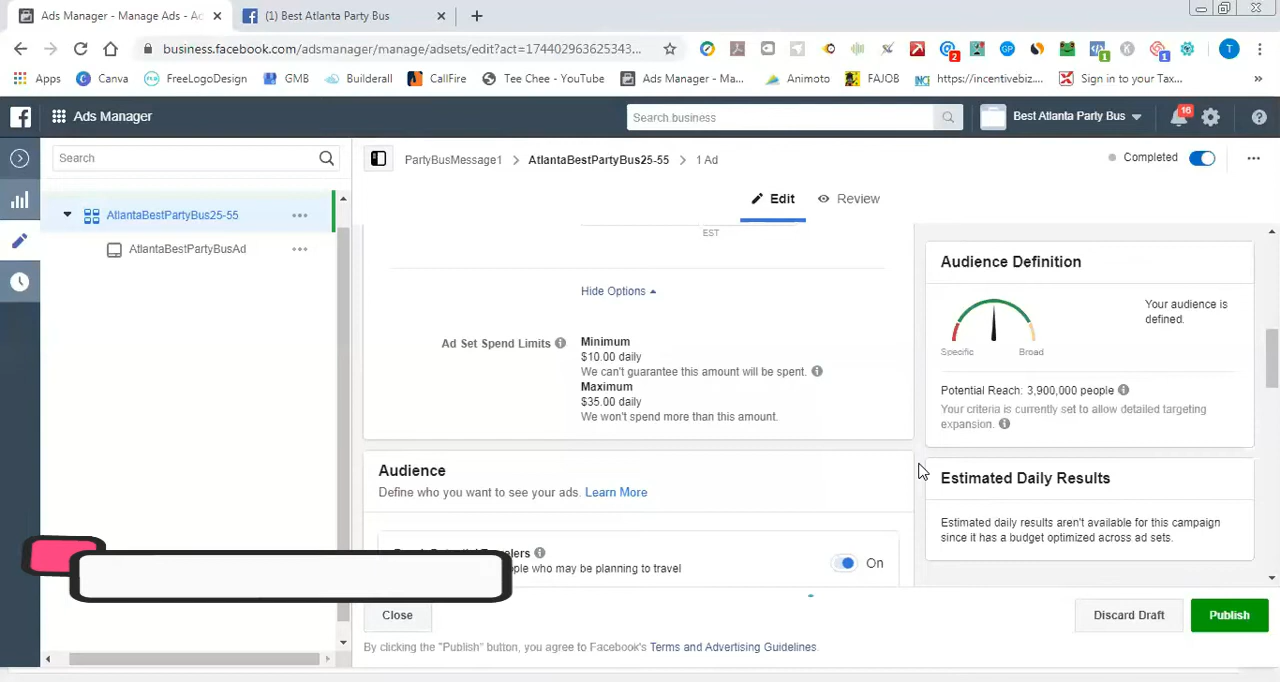 Ads Manager - Manage Ads - Ac
(1) Best Atlanta Party Bus
business.facebook.com/adsmanager/manage/adsets/edit?act=174402963625343...
2
GP
1
K
1
T
Apps
Canva
FreeLogoDesign
GMB
Builderall
CallFire
Tee Chee - YouTube
Ads Manager - Ma...
Animoto
FAJOB
https://incentivebiz....
Sign in to your Tax...
Ads Manager
Search business
Best Atlanta Party Bus
16
Search
PartyBusMessage1
AtlantaBestPartyBus25-55
1 Ad
Completed
Edit
Review
AtlantaBestPartyBus25-55
AtlantaBestPartyBusAd
EST
Hide Options
Ad Set Spend Limits
Minimum
$10.00 daily
We can't guarantee this amount will be spent.
Maximum
$35.00 daily
We won't spend more than this amount.
Audience
Define who you want to see your ads. Learn More
ople who may be planning to travel
On
Audience Definition
Your audience is
defined.
Specific
Broad
Potential Reach: 3,900,000 people
Your criteria is currently set to allow detailed targeting
expansion.
Estimated Daily Results
Estimated daily results aren't available for this campaign
since it has a budget optimized across ad sets.
Close
Discard Draft
Publish
By clicking the "Publish" button, you agree to Facebook's Terms and Advertising Guidelines.